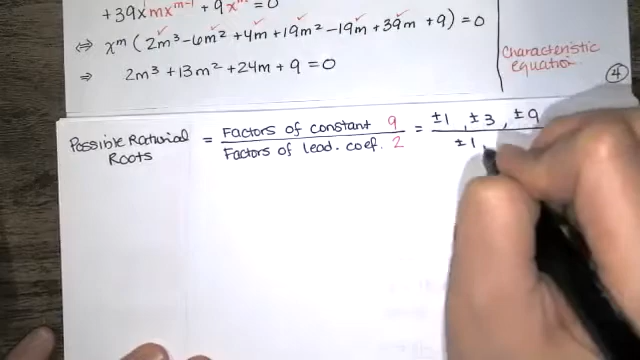 +39x mx^{m-1} + 9x^m = 0
⇔ x^m (2m³ - 6m² + 4m + 19m² - 19m + 39m + 9) = 0
⇒ 2m³ + 13m² + 24m + 9 = 0
Characteristic
equation
4
Possible Rational Roots = Factors of constant 9 / Factors of lead. coef. 2 = ±1, ±3, ±9 / ±1,